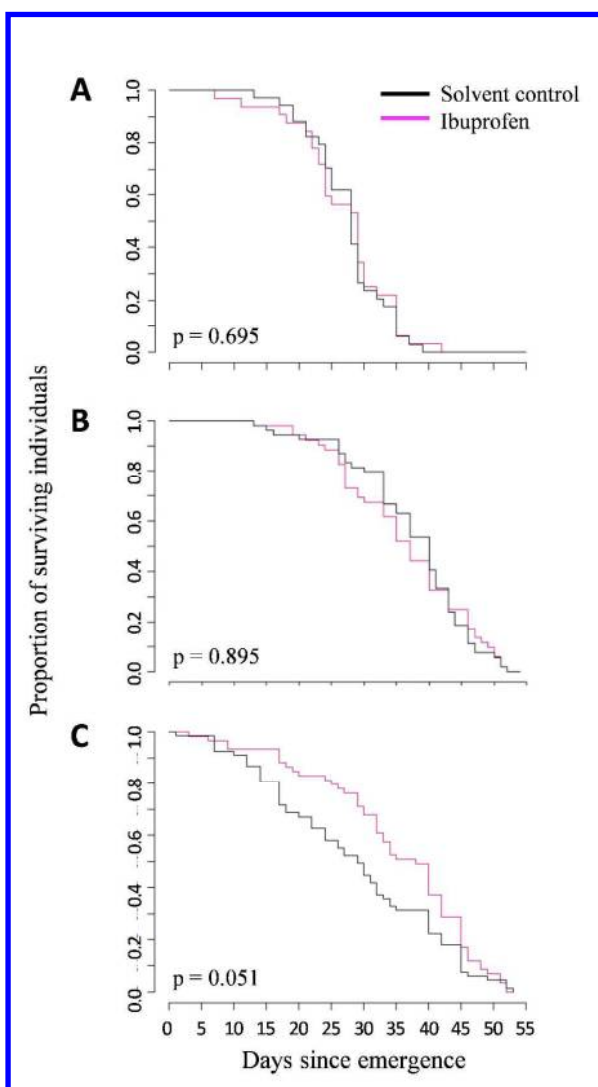 A
Solvent control
Ibuprofen
1.0
0.8
0.6
0.4
0.2
0.0
p = 0.695
Proportion of surviving individuals
B
1.0
0.8
0.6
0.4
0.2
0.0
p = 0.895
C
1.0
0.8
0.6
0.4
0.2
0.0
p = 0.051
0 5 10 15 20 25 30 35 40 45 50 55
Days since emergence